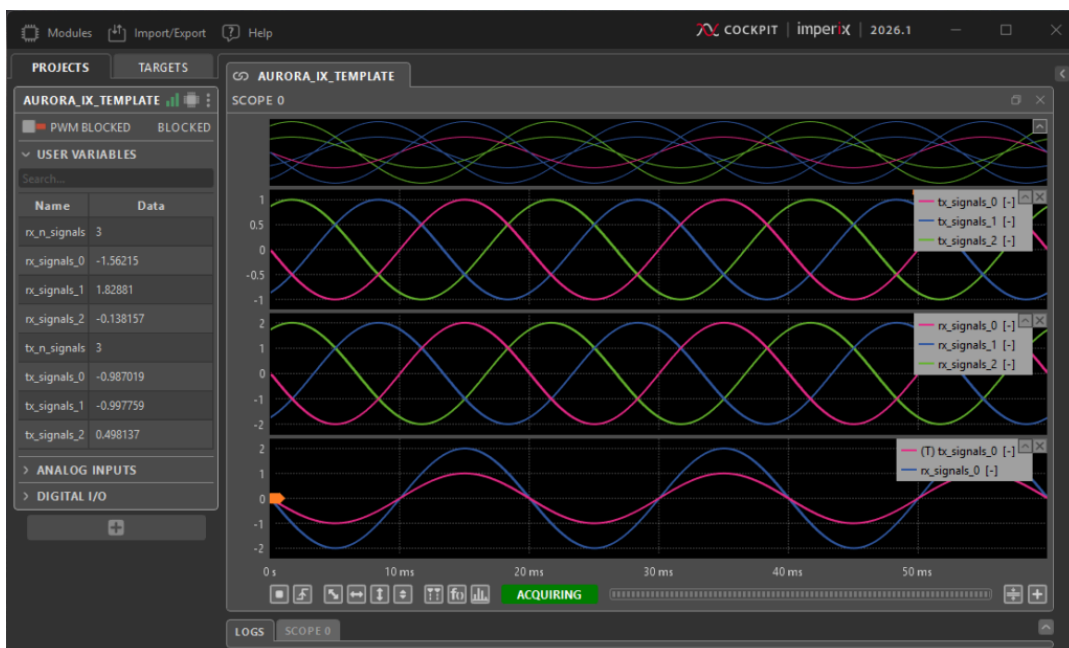 Modules Import/Export Help COCKPIT | imperix | 2026.1
PROJECTS TARGETS
AURORA_IX_TEMPLATE
AURORA_IX_TEMPLATE
SCOPE 0
PWM BLOCKED BLOCKED
USER VARIABLES
Search...
Name Data
rx_n_signals 3
rx_signals_0 -1.56215
rx_signals_1 1.82881
rx_signals_2 -0.138157
tx_n_signals 3
tx_signals_0 -0.987019
tx_signals_1 -0.997759
tx_signals_2 0.498137
ANALOG INPUTS
DIGITAL I/O
1
0.5
0
-0.5
-1
tx_signals_0 [-]
tx_signals_1 [-]
tx_signals_2 [-]
2
1
0
-1
-2
rx_signals_0 [-]
rx_signals_1 [-]
rx_signals_2 [-]
2
1
0
-1
-2
(T) tx_signals_0 [-]
rx_signals_0 [-]
0 s 10 ms 20 ms 30 ms 40 ms 50 ms
f() ACQUIRING
LOGS SCOPE 0